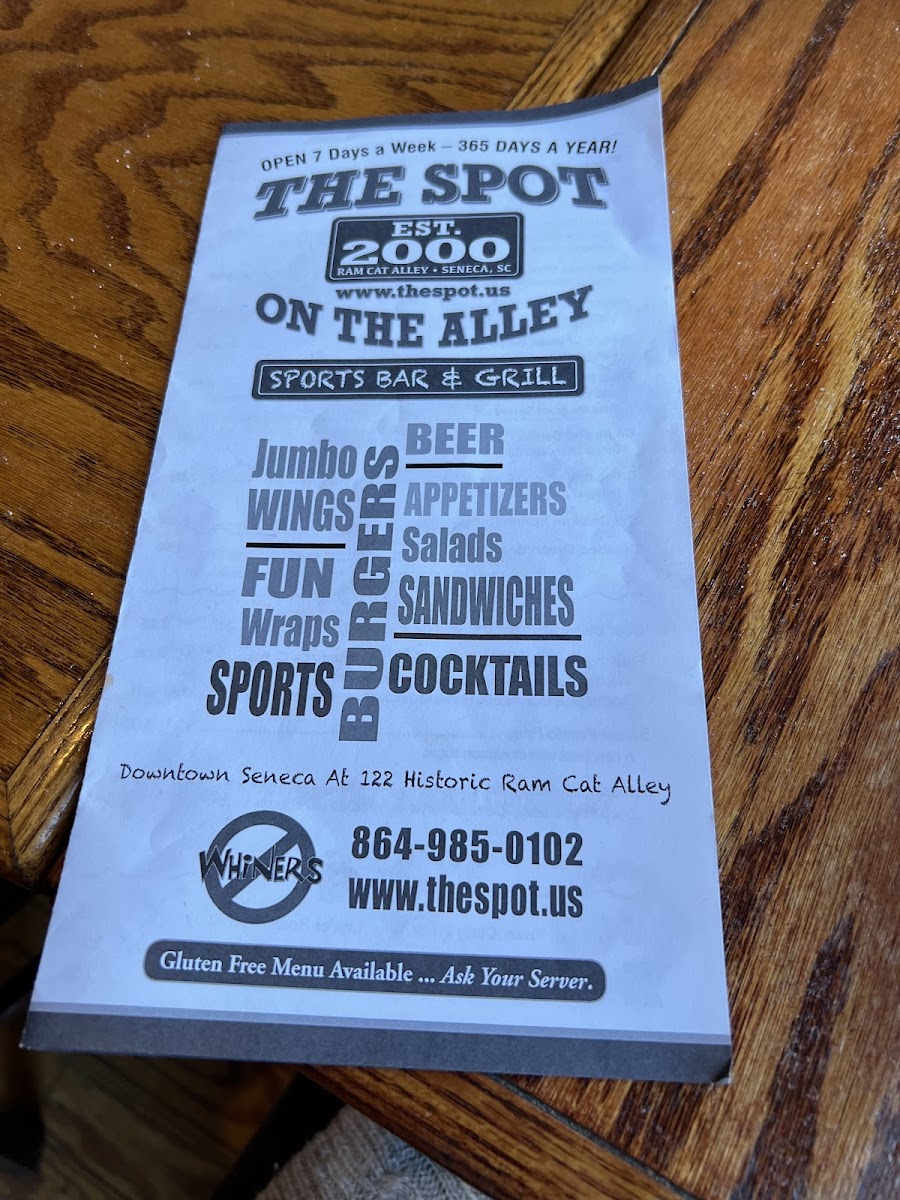 OPEN 7 Days a Week – 365 DAYS A YEAR!
THE SPOT
EST.
2000
RAM CAT ALLEY • SENECA, SC
www.thespot.us
ON THE ALLEY
SPORTS BAR & GRILL
Jumbo
WINGS
FUN
Wraps
SPORTS
BURGERS
BEER
APPETIZERS
Salads
SANDWICHES
COCKTAILS
Downtown Seneca At 122 Historic Ram Cat Alley
WHiNERS
864-985-0102
www.thespot.us
Gluten Free Menu Available ... Ask Your Server.